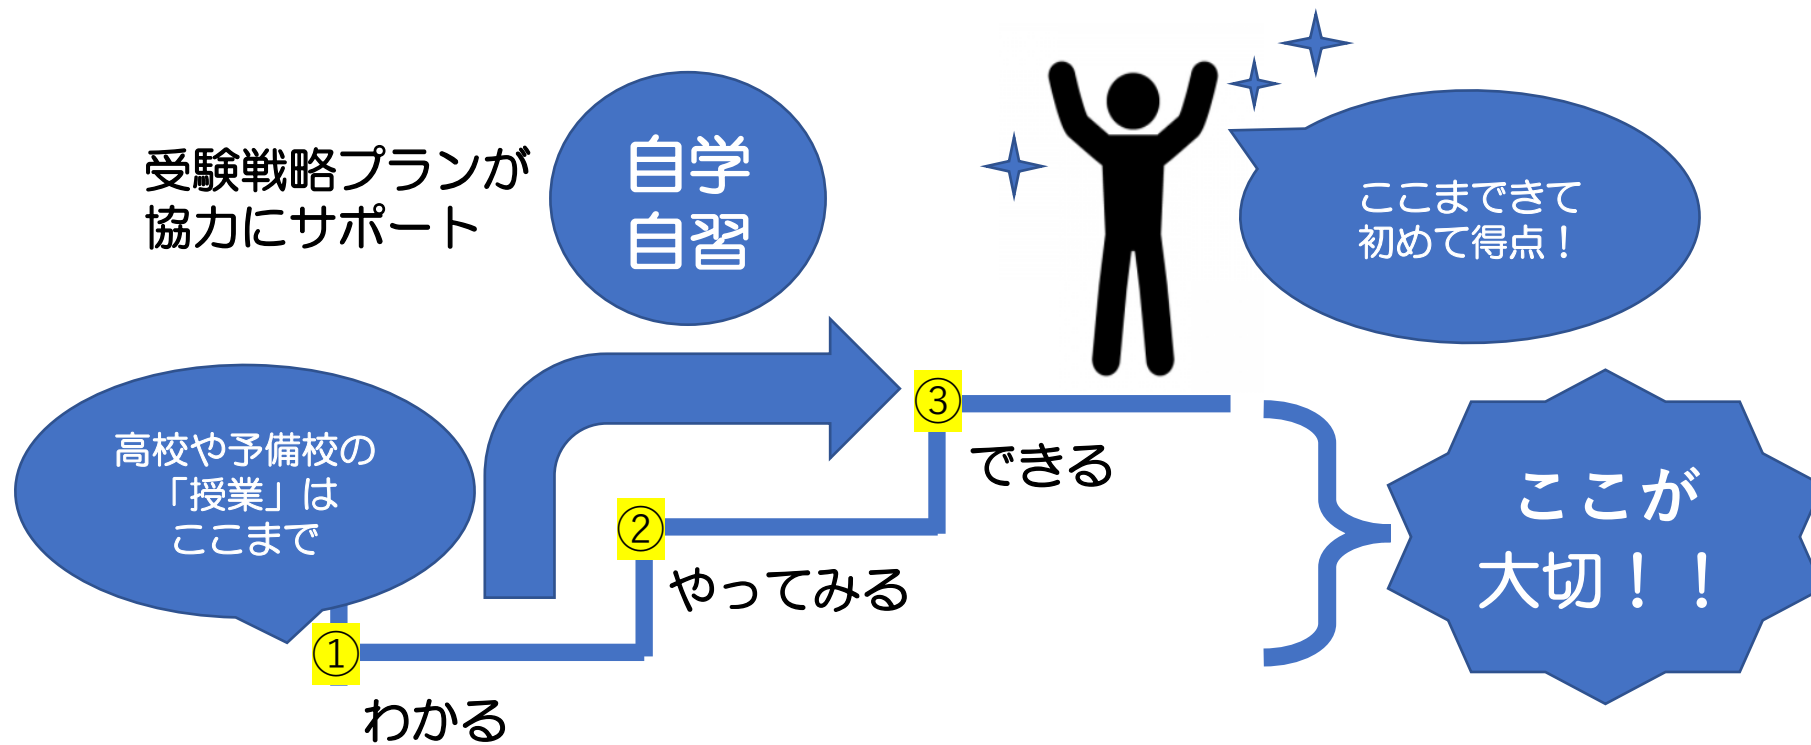 受験戦略プランが
協力にサポート
自学
自習
ここまできて
初めて得点！
高校や予備校の
「授業」は
ここまで
③
できる
②
やってみる
①
わかる
ここが
大切！！